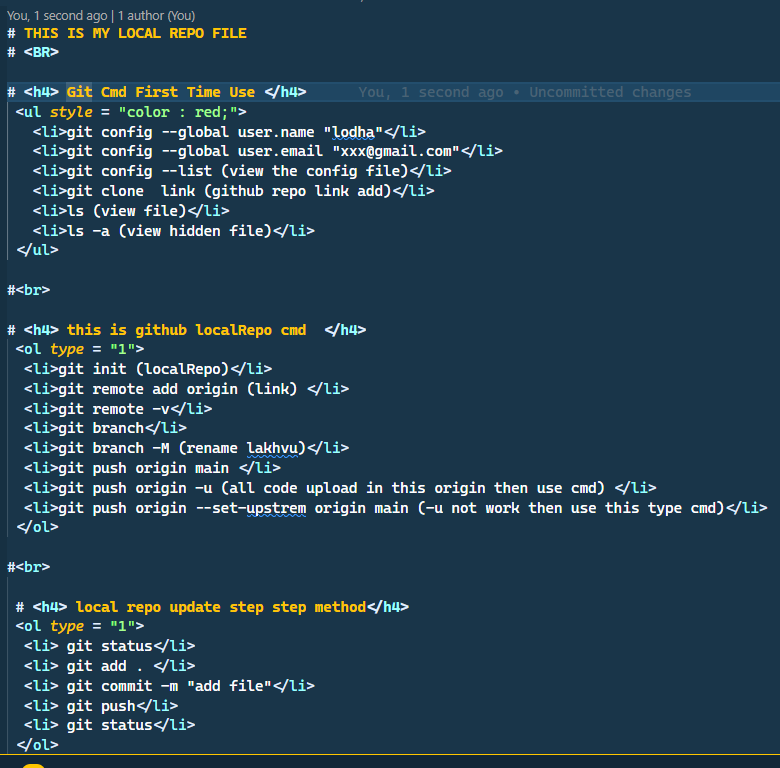 You, 1 second ago | 1 author (You)
# THIS IS MY LOCAL REPO FILE
# <BR>
# <h4> Git Cmd First Time Use </h4> You, 1 second ago • Uncommitted changes
<ul style = "color : red;">
<li>git config --global user.name "lodha"</li>
<li>git config --global user.email "xxx@gmail.com"</li>
<li>git config --list (view the config file)</li>
<li>git clone  link (github repo link add)</li>
<li>ls (view file)</li>
<li>ls -a (view hidden file)</li>
</ul>
#<br>
# <h4> this is github localRepo cmd  </h4>
<ol type = "1">
<li>git init (localRepo)</li>
<li>git remote add origin (link) </li>
<li>git remote -v</li>
<li>git branch</li>
<li>git branch -M (rename lakhvu)</li>
<li>git push origin main </li>
<li>git push origin -u (all code upload in this origin then use cmd) </li>
<li>git push origin --set-upstrem origin main (-u not work then use this type cmd)</li>
</ol>
#<br>
# <h4> local repo update step step method</h4>
<ol type = "1">
<li> git status</li>
<li> git add . </li>
<li> git commit -m "add file"</li>
<li> git push</li>
<li> git status</li>
</ol>